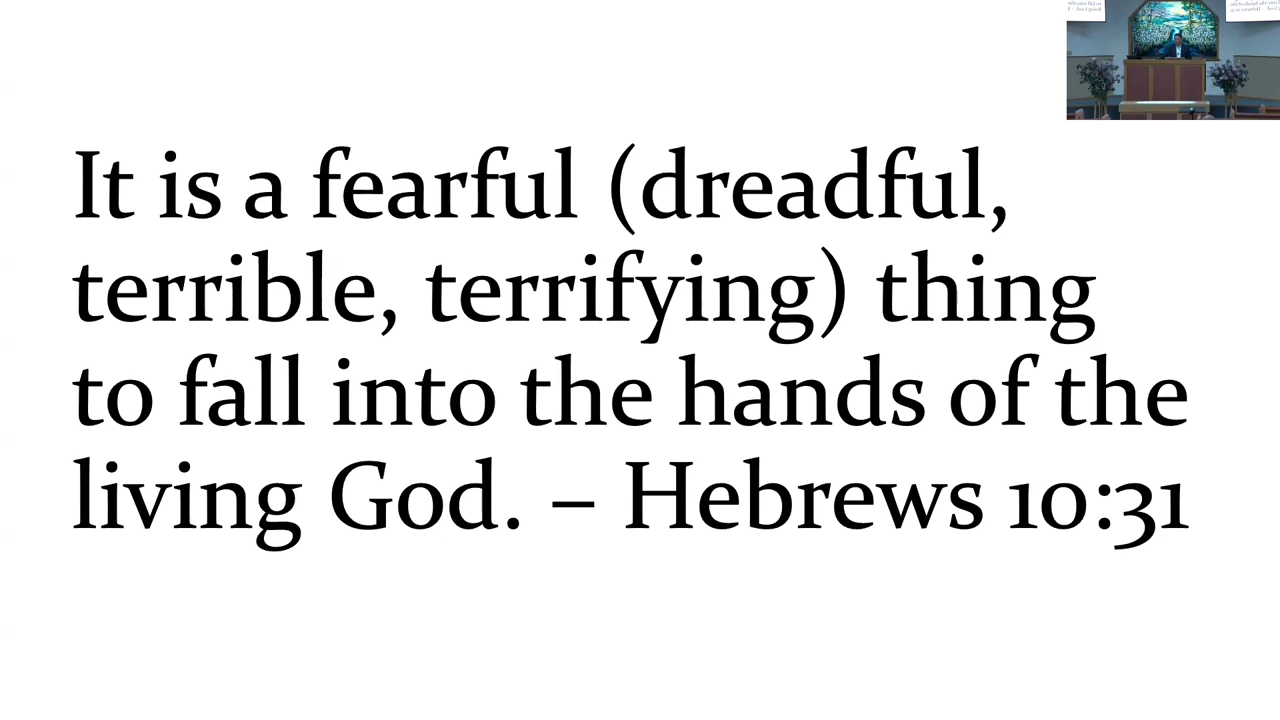 It is a fearful (dreadful,
terrible, terrifying) thing
to fall into the hands of the
living God. – Hebrews 10:31